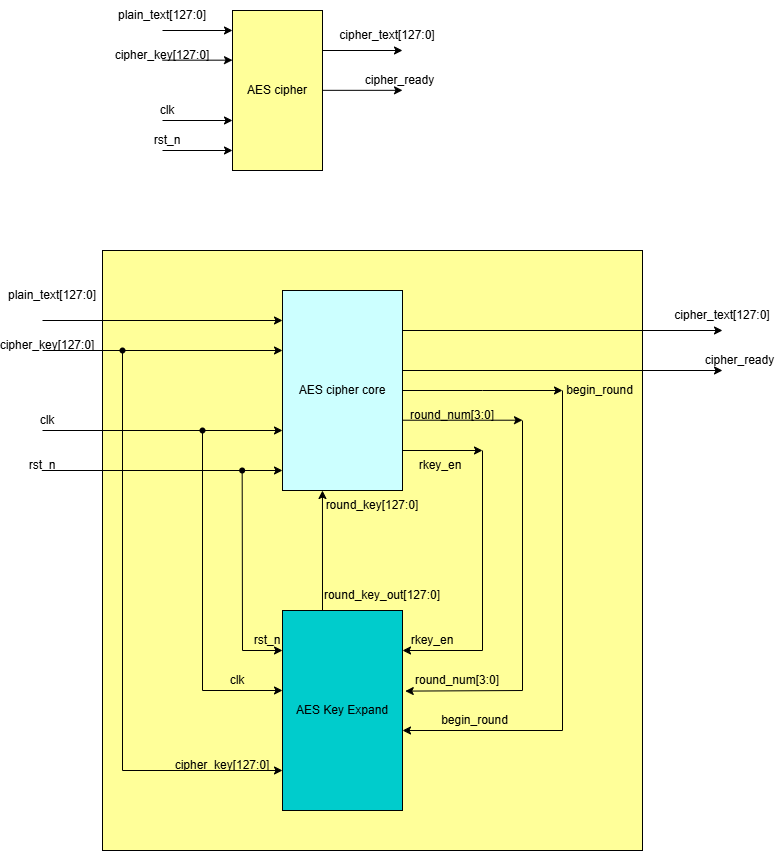 plain_text[127:0]
cipher_text[127:0]
cipher_key[127:0]
cipher_ready
AES cipher
clk
rst_n
plain_text[127:0]
cipher_text[127:0]
cipher_key[127:0]
cipher_ready
AES cipher core
begin_round
round_num[3:0]
clk
rst_n
rkey_en
round_key[127:0]
round_key_out[127:0]
rst_n
rkey_en
clk
round_num[3:0]
AES Key Expand
begin_round
cipher_key[127:0]